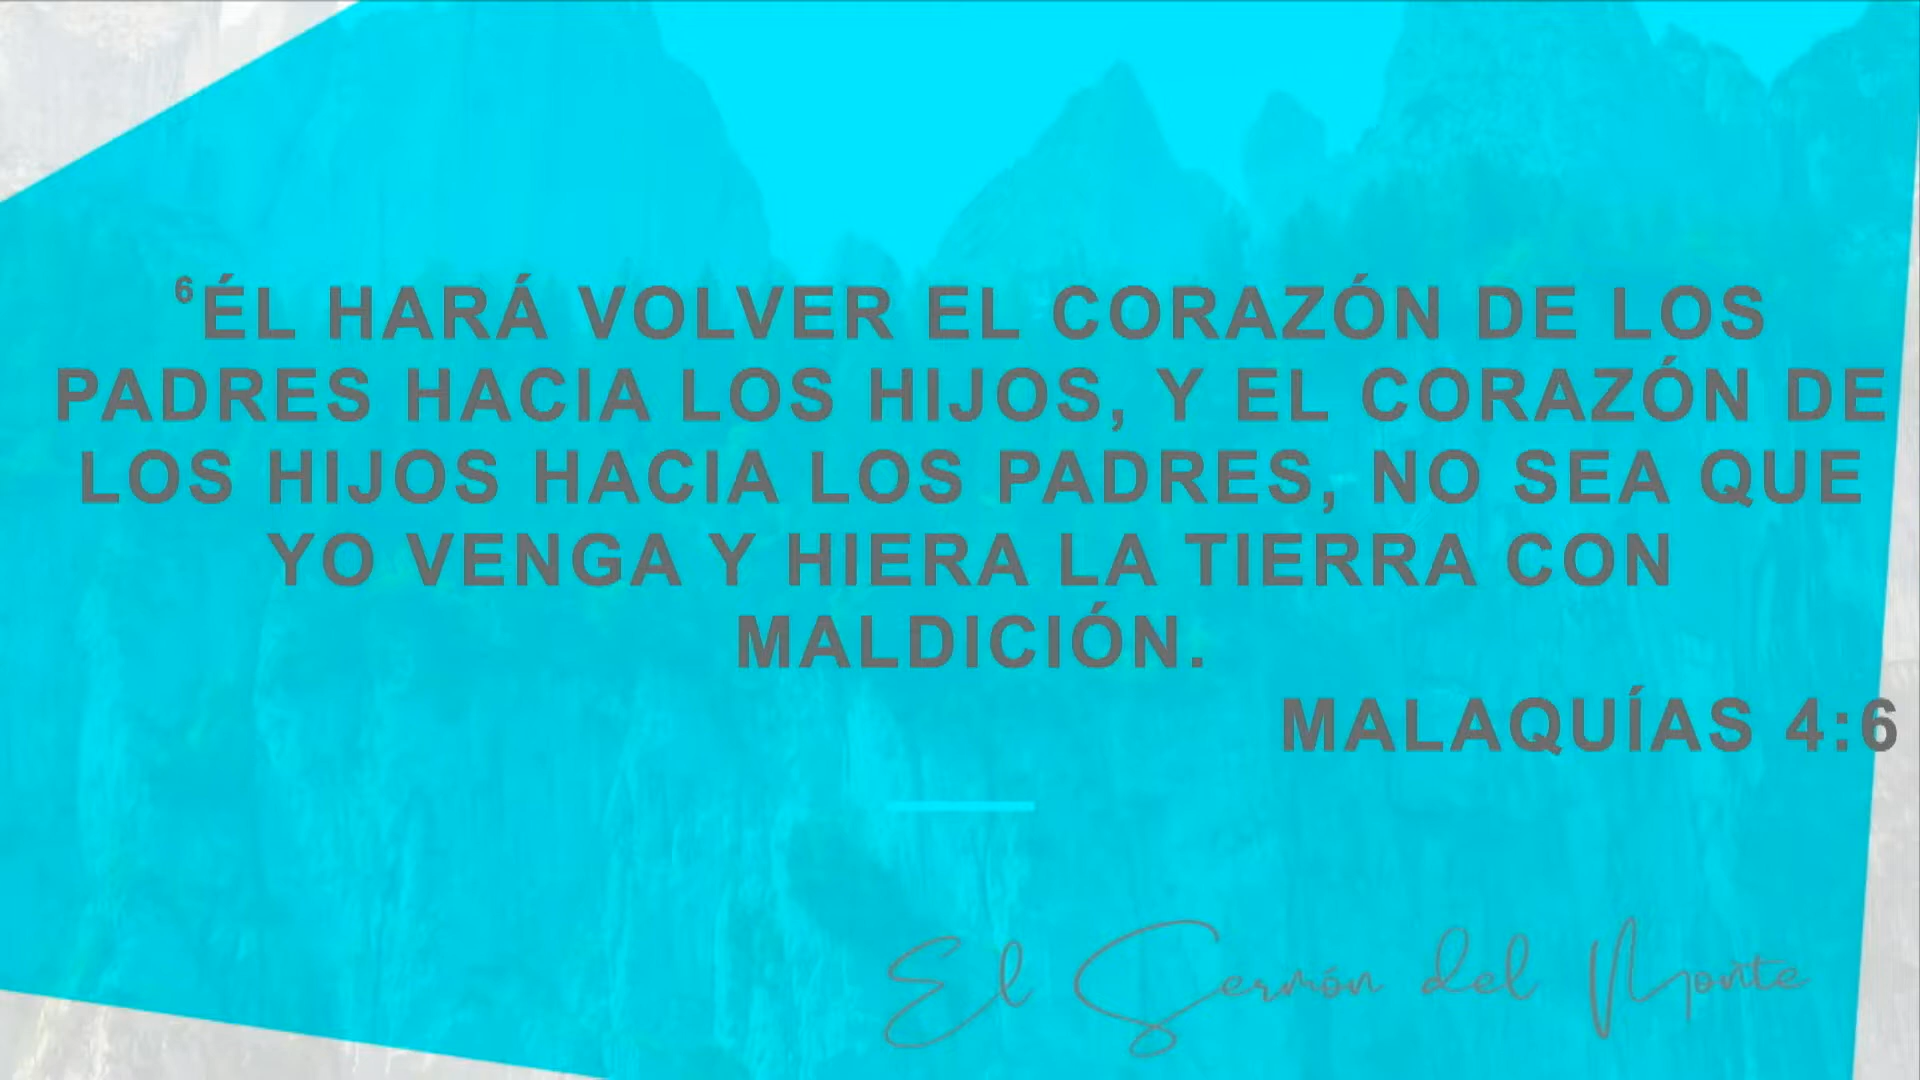 ⁶ÉL HARÁ VOLVER EL CORAZÓN DE LOS
PADRES HACIA LOS HIJOS, Y EL CORAZÓN DE
LOS HIJOS HACIA LOS PADRES, NO SEA QUE
YO VENGA Y HIERA LA TIERRA CON
MALDICIÓN.
MALAQUÍAS 4:6
El Sermón del Monte